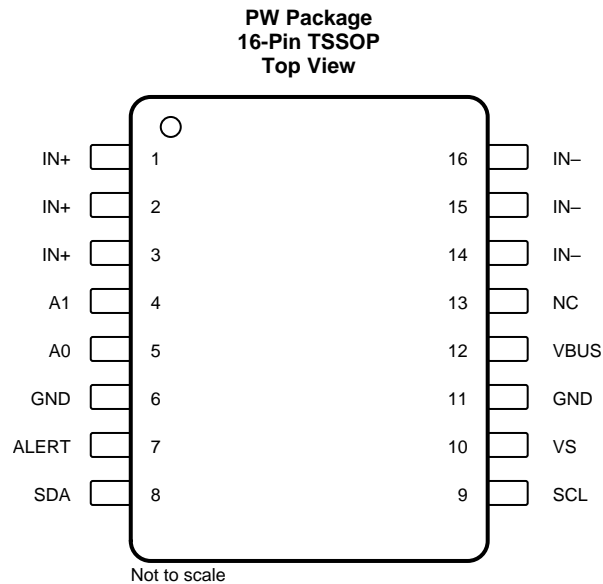 PW Package
16-Pin TSSOP
Top View
IN+ 1 16 IN–
IN+ 2 15 IN–
IN+ 3 14 IN–
A1 4 13 NC
A0 5 12 VBUS
GND 6 11 GND
ALERT 7 10 VS
SDA 8 9 SCL
Not to scale